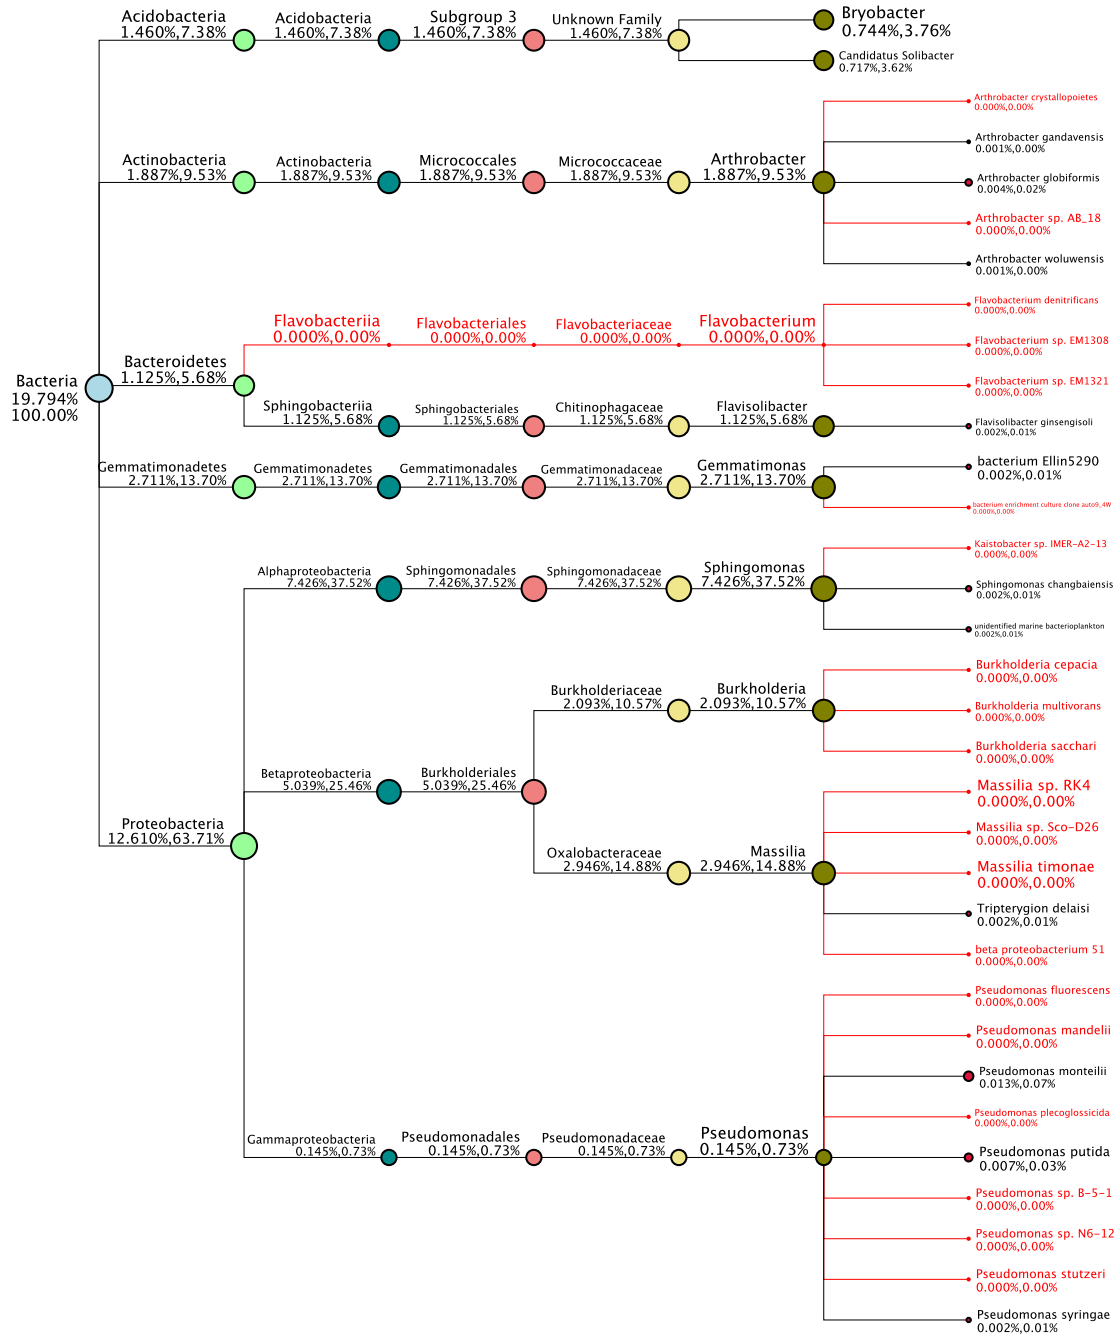 Acidobacteria
1.460%,7.38%
Acidobacteria
1.460%,7.38%
Subgroup 3
1.460%,7.38%
Unknown Family
1.460%,7.38%
Bryobacter
0.744%,3.76%
Candidatus Solibacter
0.717%,3.62%
Arthrobacter crystallopoietes
0.000%,0.00%
Arthrobacter gandavensis
0.001%,0.00%
Actinobacteria
1.887%,9.53%
Actinobacteria
1.887%,9.53%
Micrococcales
1.887%,9.53%
Micrococcaceae
1.887%,9.53%
Arthrobacter
1.887%,9.53%
Arthrobacter globiformis
0.004%,0.02%
Arthrobacter sp. AB_18
0.000%,0.00%
Arthrobacter woluwensis
0.001%,0.00%
Flavobacterium denitrificans
0.000%,0.00%
Flavobacteriia
0.000%,0.00%
Flavobacteriales
0.000%,0.00%
Flavobacteriaceae
0.000%,0.00%
Flavobacterium
0.000%,0.00%
Flavobacterium sp. EM1308
0.000%,0.00%
Bacteria
19.794%
100.00%
Bacteroidetes
1.125%,5.68%
Flavobacterium sp. EM1321
0.000%,0.00%
Sphingobacteriia
1.125%,5.68%
Sphingobacteriales
1.125%,5.68%
Chitinophagaceae
1.125%,5.68%
Flavisolibacter
1.125%,5.68%
Flavisolibacter ginsengisoli
0.002%,0.01%
Gemmatimonadetes
2.711%,13.70%
Gemmatimonadetes
2.711%,13.70%
Gemmatimonadales
2.711%,13.70%
Gemmatimonadaceae
2.711%,13.70%
Gemmatimonas
2.711%,13.70%
bacterium Ellin5290
0.002%,0.01%
bacterium enrichment culture clone auto9_4W
0.000%,0.00%
Kaistobacter sp. IMER-A2-13
0.000%,0.00%
Alphaproteobacteria
7.426%,37.52%
Sphingomonadales
7.426%,37.52%
Sphingomonadaceae
7.426%,37.52%
Sphingomonas
7.426%,37.52%
Sphingomonas changbaiensis
0.002%,0.01%
unidentified marine bacterioplankton
0.002%,0.01%
Burkholderia cepacia
0.000%,0.00%
Burkholderiaceae
2.093%,10.57%
Burkholderia
2.093%,10.57%
Burkholderia multivorans
0.000%,0.00%
Burkholderia sacchari
0.000%,0.00%
Betaproteobacteria
5.039%,25.46%
Burkholderiales
5.039%,25.46%
Massilia sp. RK4
0.000%,0.00%
Proteobacteria
12.610%,63.71%
Massilia sp. Sco-D26
0.000%,0.00%
Oxalobacteraceae
2.946%,14.88%
Massilia
2.946%,14.88%
Massilia timonae
0.000%,0.00%
Tripterygion delaisi
0.002%,0.01%
beta proteobacterium 51
0.000%,0.00%
Pseudomonas fluorescens
0.000%,0.00%
Pseudomonas mandelii
0.000%,0.00%
Pseudomonas monteilii
0.013%,0.07%
Pseudomonas plecoglossicida
0.000%,0.00%
Gammaproteobacteria
0.145%,0.73%
Pseudomonadales
0.145%,0.73%
Pseudomonadaceae
0.145%,0.73%
Pseudomonas
0.145%,0.73%
Pseudomonas putida
0.007%,0.03%
Pseudomonas sp. B-5-1
0.000%,0.00%
Pseudomonas sp. N6-12
0.000%,0.00%
Pseudomonas stutzeri
0.000%,0.00%
Pseudomonas syringae
0.002%,0.01%